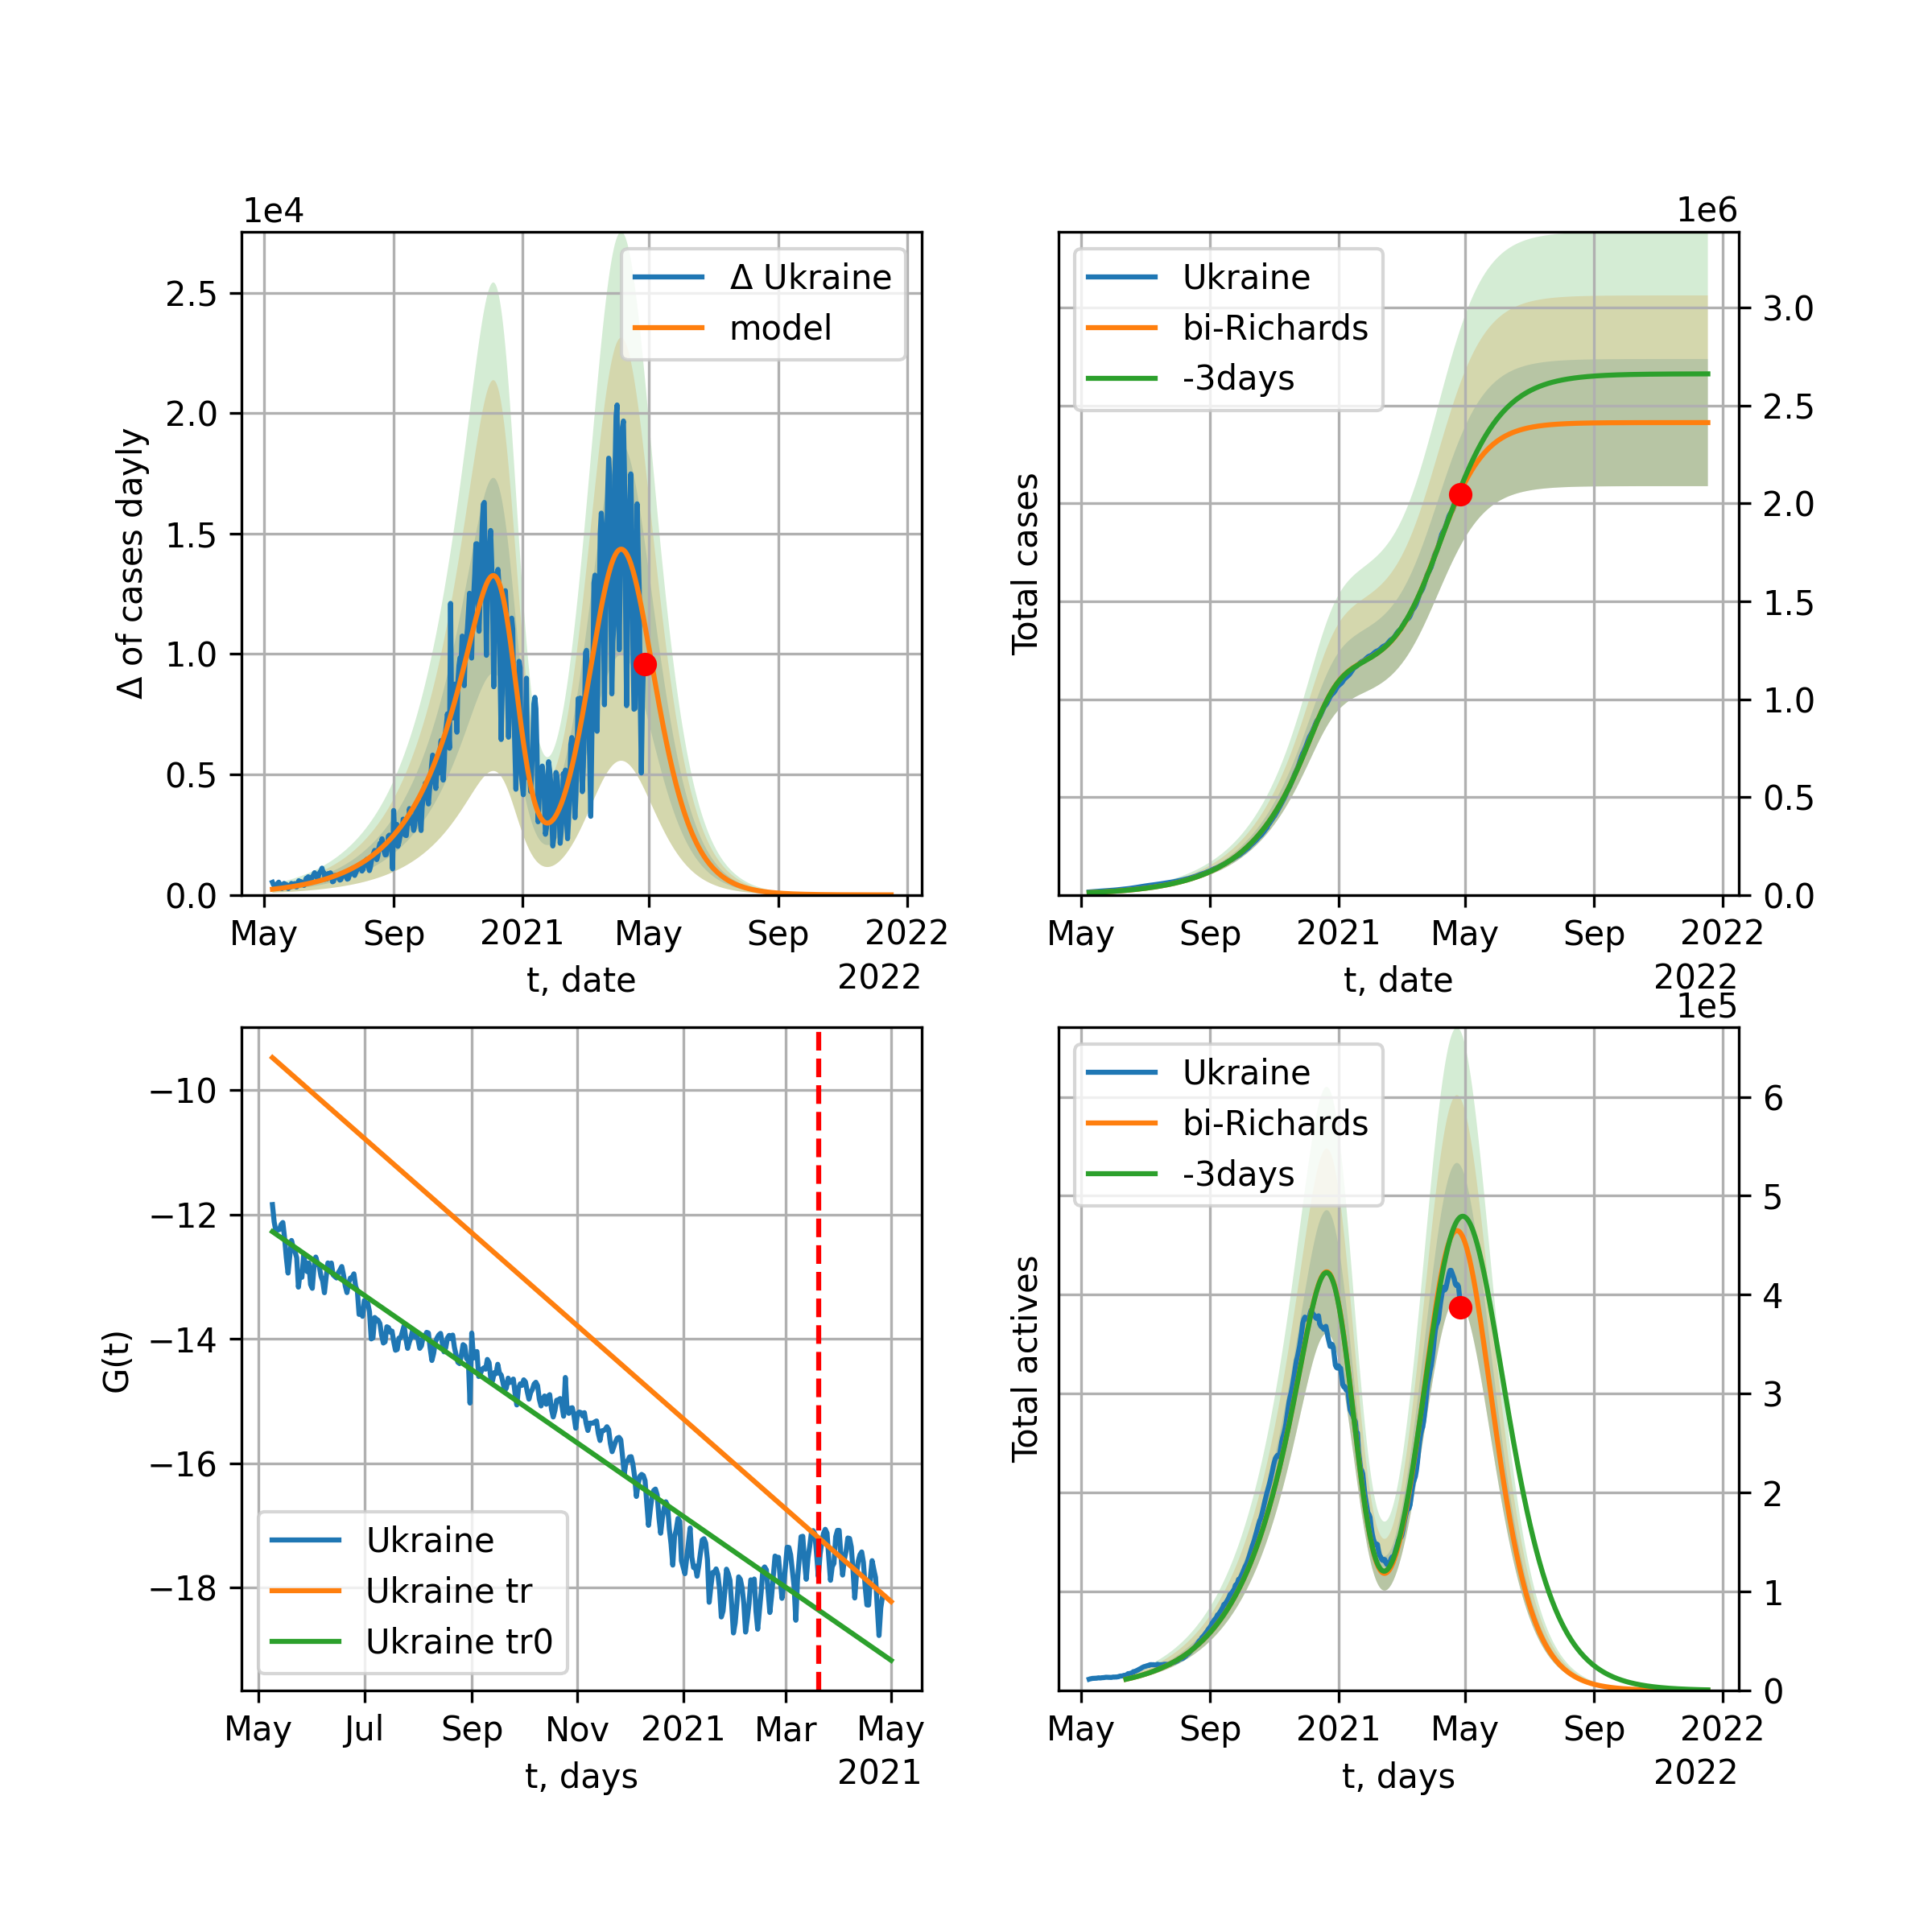 1e4
Δ of cases dayly
2.5
2.0
1.5
1.0
0.5
0.0
Δ Ukraine
model
May Sep 2021 May Sep 2022
2022
t, date
1e6
Total cases
Ukraine
bi-Richards
-3days
3.0
2.5
2.0
1.5
1.0
0.5
0.0
May Sep 2021 May Sep 2022
2022
t, date
G(t)
−10
−12
−14
−16
−18
Ukraine
Ukraine tr
Ukraine tr0
May Jul Sep Nov 2021 Mar May
2021
t, days
1e5
Total actives
Ukraine
bi-Richards
-3days
6
5
4
3
2
1
0
May Sep 2021 May Sep 2022
2022
t, days